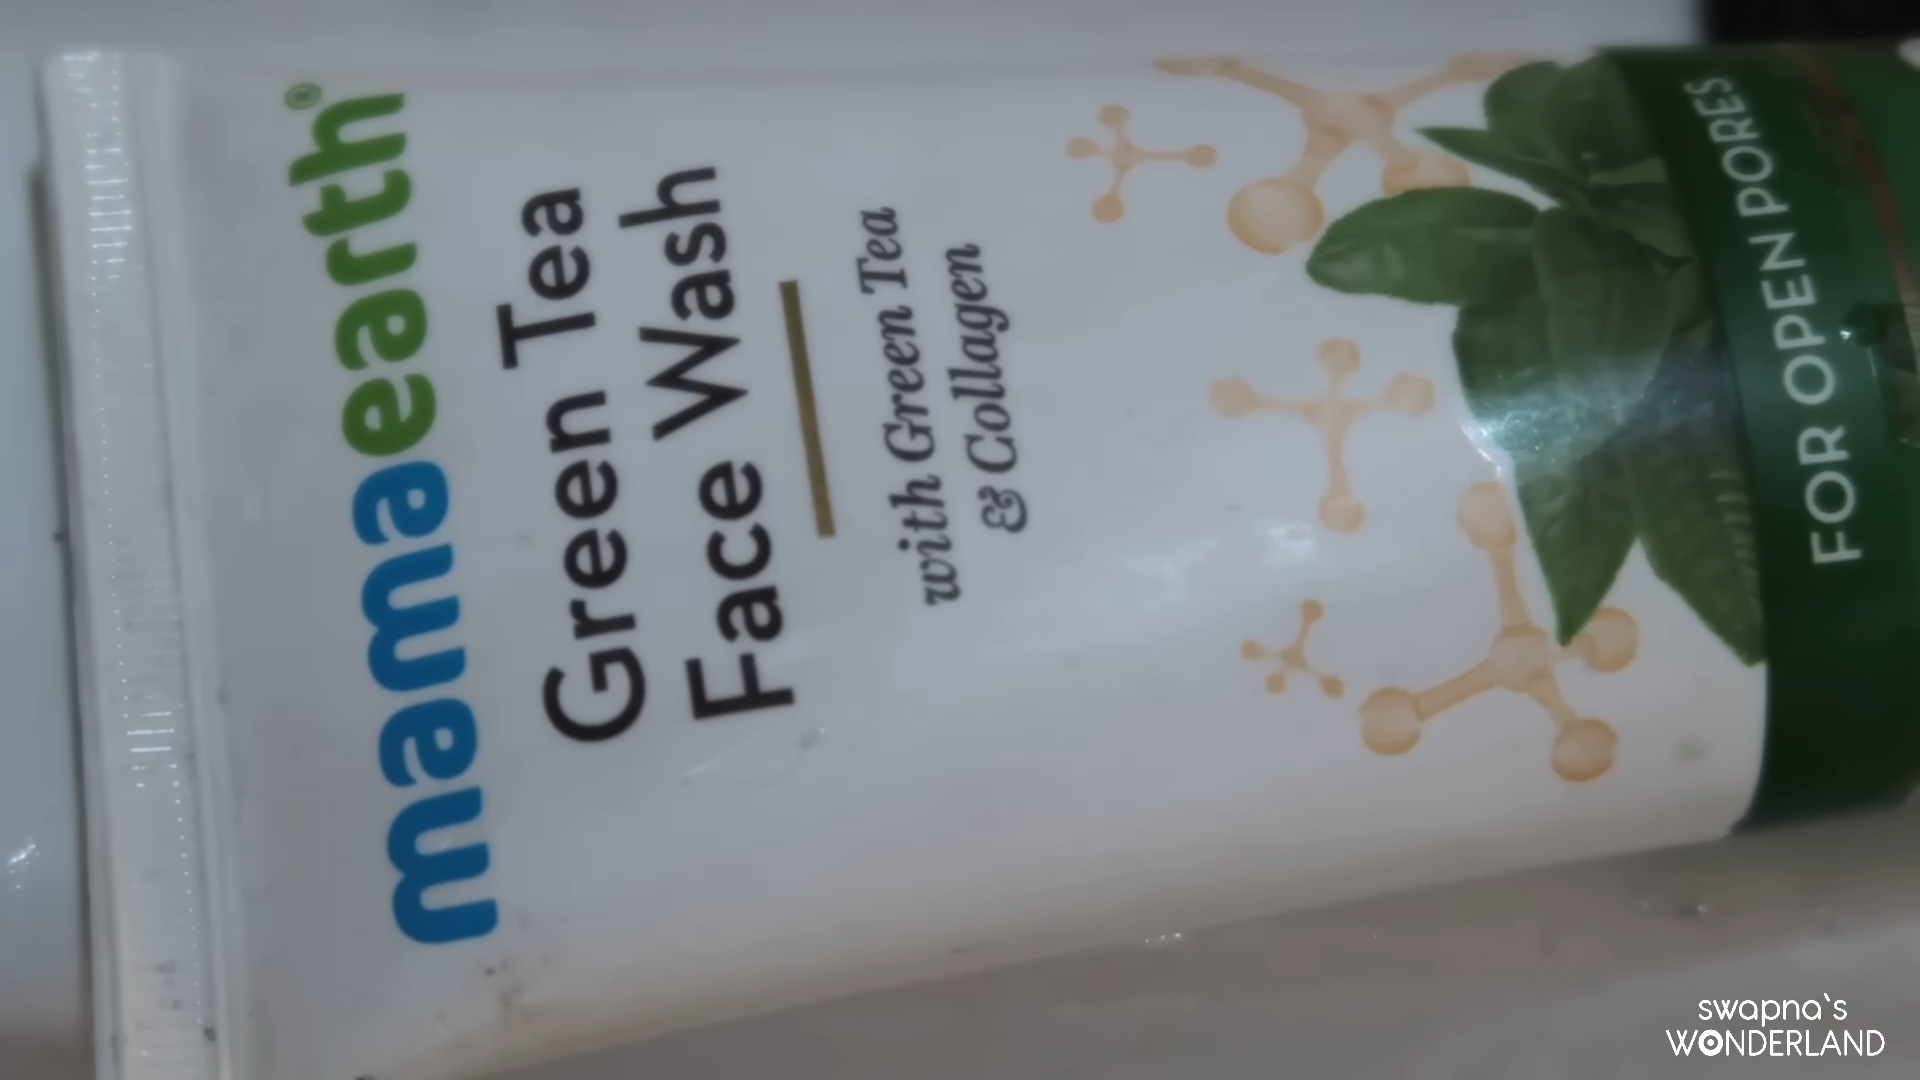 mamaearth®
Green Tea
Face Wash
with Green Tea
& Collagen
FOR OPEN PORES
swapna`s
WONDERLAND